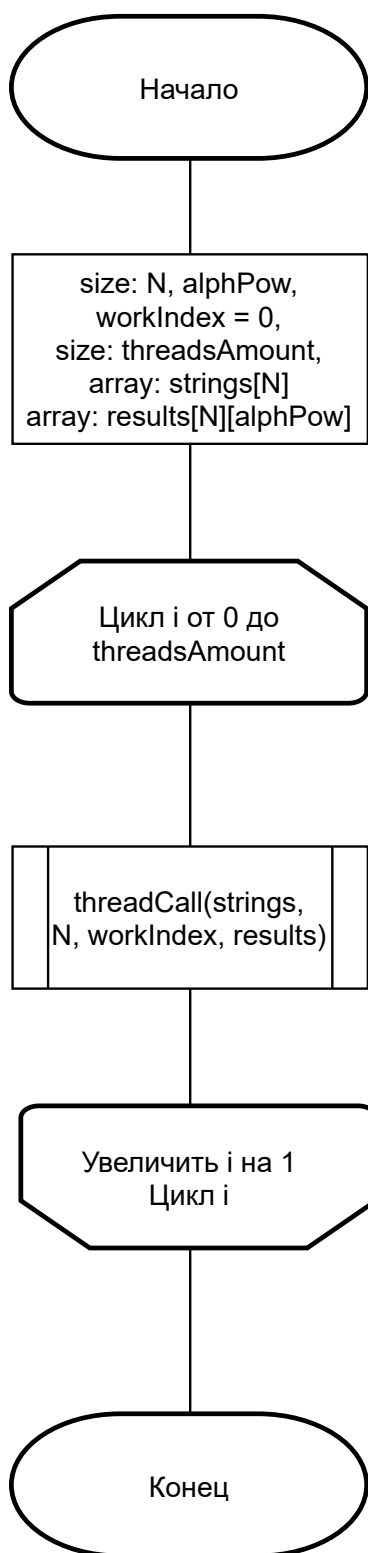 Начало
size: N, alphPow,
workIndex = 0,
size: threadsAmount,
array: strings[N]
array: results[N][alphPow]
Цикл i от 0 до
threadsAmount
threadCall(strings,
N, workIndex, results)
Увеличить i на 1
Цикл i
Конец